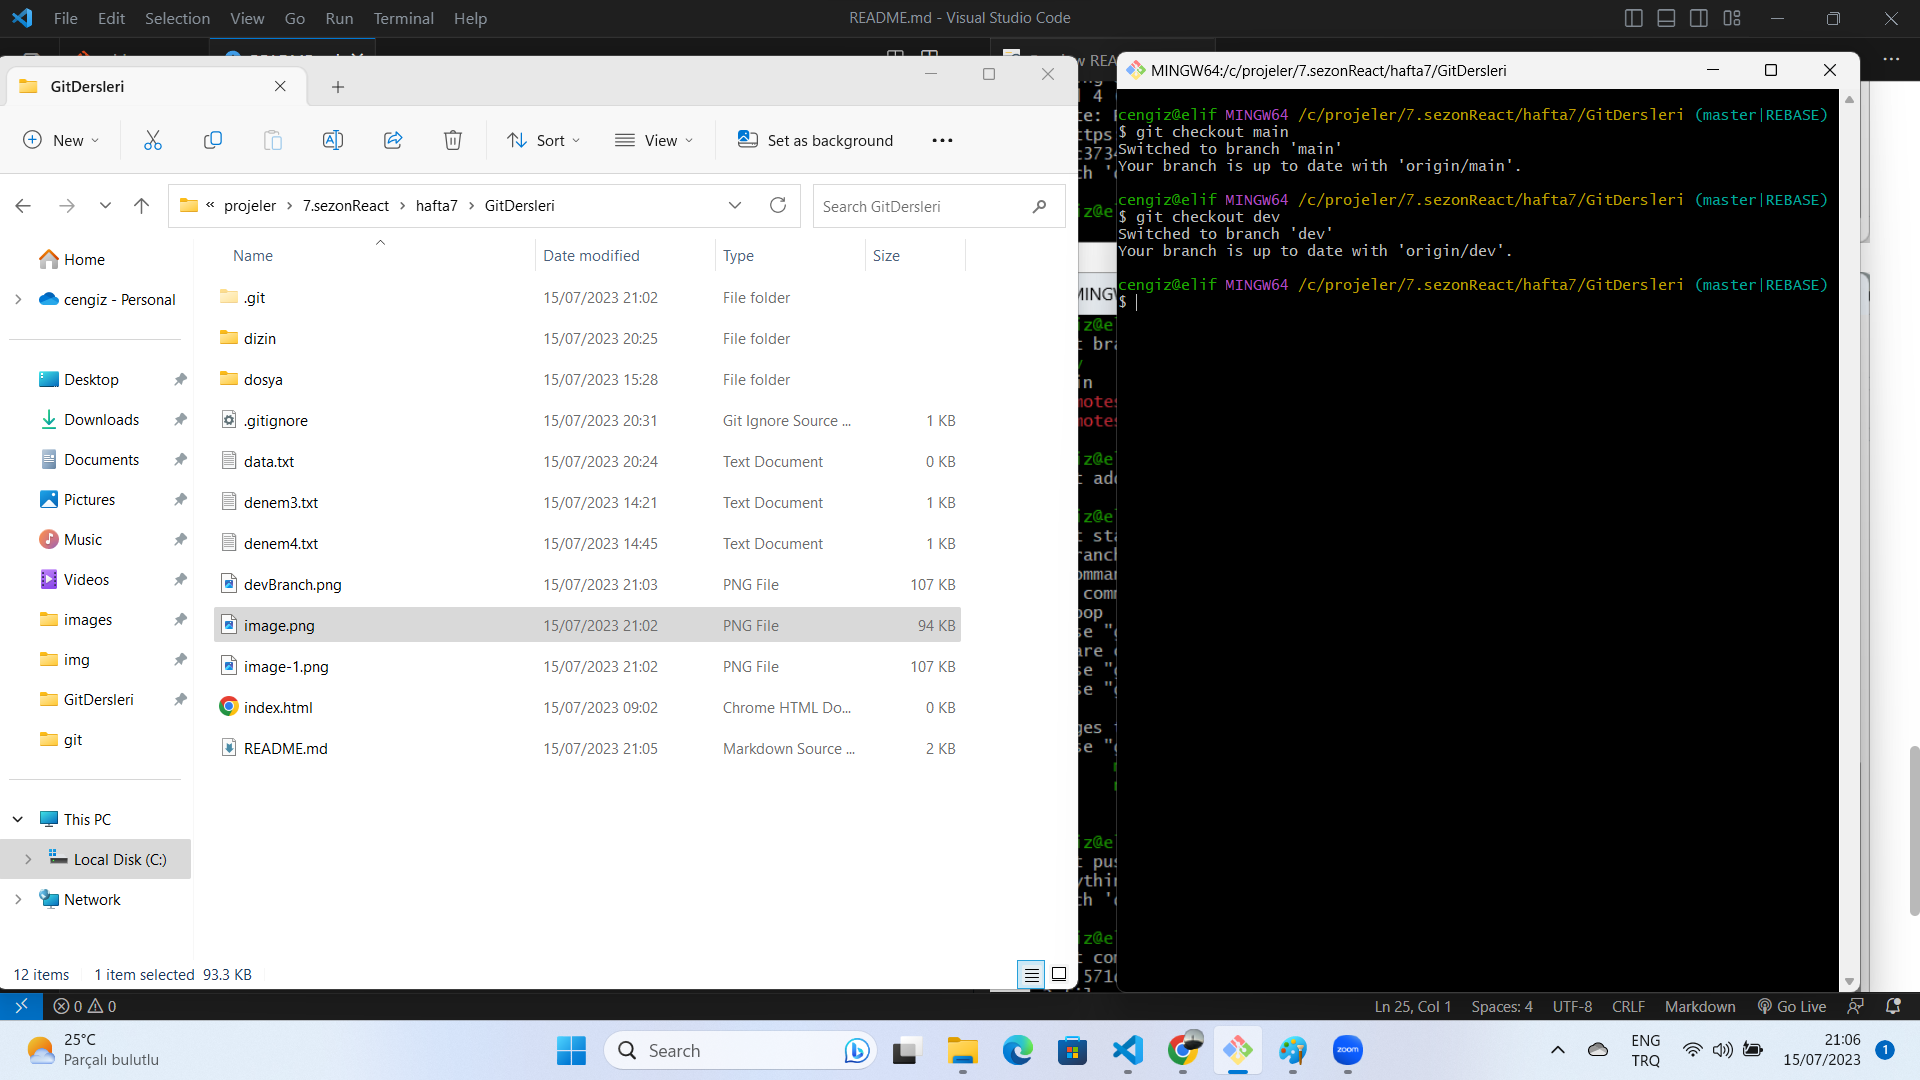 File Edit Selection View Go Run Terminal Help
README.md - Visual Studio Code
GitDersleri
New
Sort
View
Set as background
projeler
7.sezonReact
hafta7
GitDersleri
Search GitDersleri
Home
cengiz - Personal
Desktop
Downloads
Documents
Pictures
Music
Videos
images
img
GitDersleri
git
This PC
Local Disk (C:)
Network
Name Date modified Type Size
.git 15/07/2023 21:02 File folder
dizin 15/07/2023 20:25 File folder
dosya 15/07/2023 15:28 File folder
.gitignore 15/07/2023 20:31 Git Ignore Source ... 1 KB
data.txt 15/07/2023 20:24 Text Document 0 KB
denem3.txt 15/07/2023 14:21 Text Document 1 KB
denem4.txt 15/07/2023 14:45 Text Document 1 KB
devBranch.png 15/07/2023 21:03 PNG File 107 KB
image.png 15/07/2023 21:02 PNG File 94 KB
image-1.png 15/07/2023 21:02 PNG File 107 KB
index.html 15/07/2023 09:02 Chrome HTML Do... 0 KB
README.md 15/07/2023 21:05 Markdown Source ... 2 KB
12 items 1 item selected 93.3 KB
MINGW64:/c/projeler/7.sezonReact/hafta7/GitDersleri
cengiz@elif MINGW64 /c/projeler/7.sezonReact/hafta7/GitDersleri (master|REBASE)
$ git checkout main
Switched to branch 'main'
Your branch is up to date with 'origin/main'.
cengiz@elif MINGW64 /c/projeler/7.sezonReact/hafta7/GitDersleri (master|REBASE)
$ git checkout dev
Switched to branch 'dev'
Your branch is up to date with 'origin/dev'.
cengiz@elif MINGW64 /c/projeler/7.sezonReact/hafta7/GitDersleri (master|REBASE)
$
0 0
Ln 25, Col 1 Spaces: 4 UTF-8 CRLF Markdown Go Live
25°C
Parçalı bulutlu
Search
zoom
ENG
TRQ
21:06
15/07/2023
1